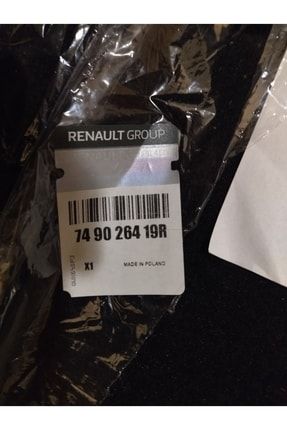 RENAULT GROUP
74 90 264 19R
X1
MADE IN POLAND